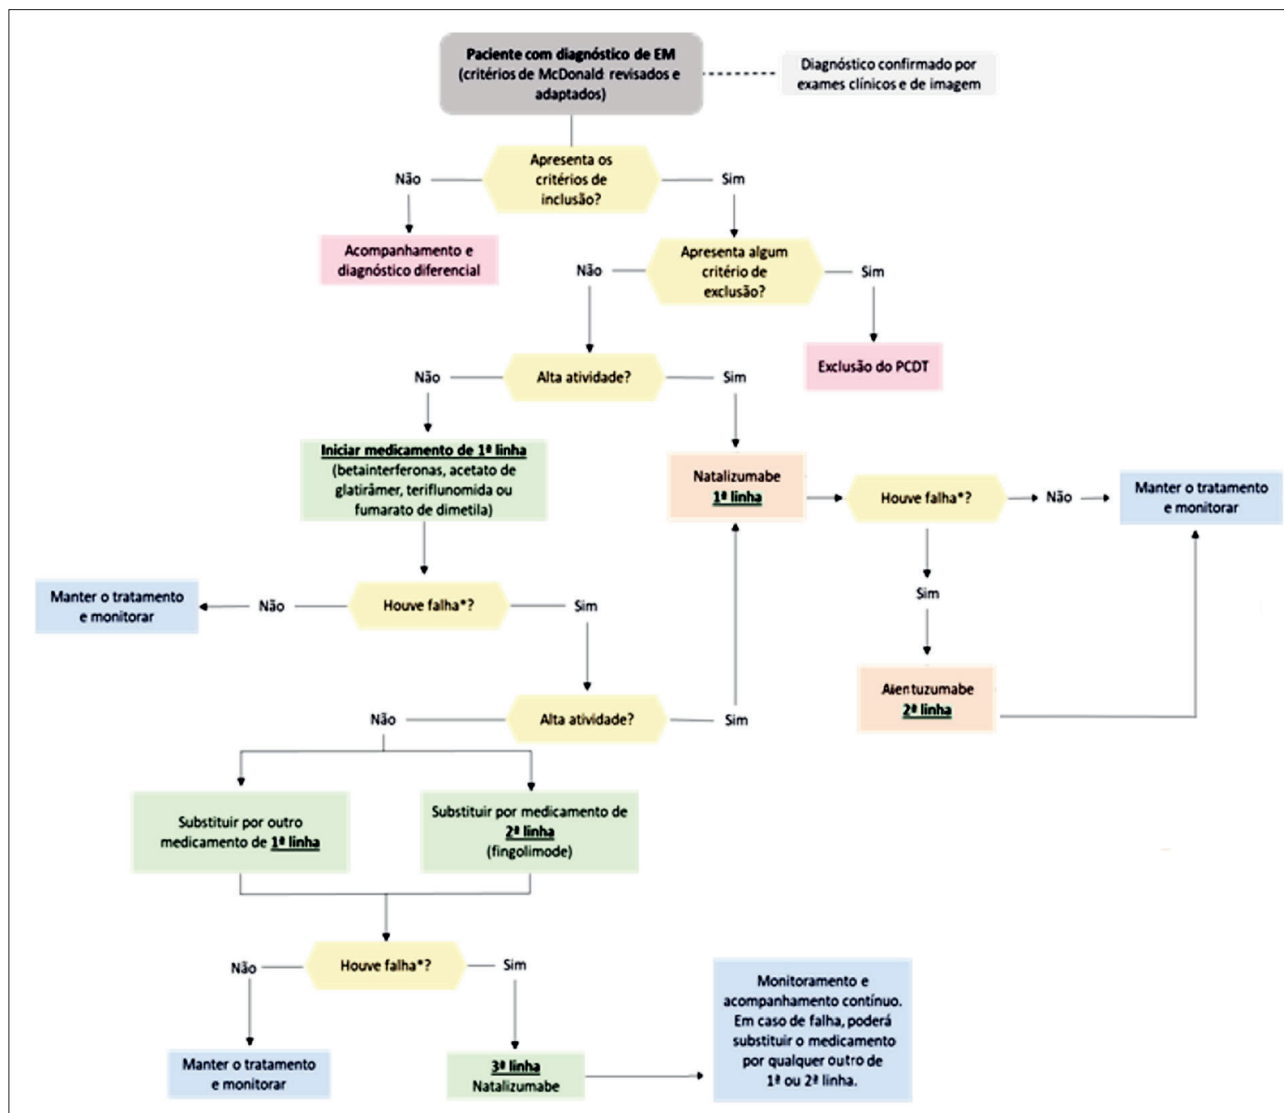 Paciente com diagnóstico de EM
(critérios de McDonald revisados e
adaptados)
Diagnóstico confirmado por
exames clínicos e de imagem
Apresenta os
critérios de
inclusão?
Não
Sim
Acompanhamento e
diagnóstico diferencial
Apresenta algum
critério de
exclusão?
Não
Sim
Exclusão do PCDT
Alta atividade?
Não
Sim
Iniciar medicamento de 1ª linha
(betainterferonas, acetato de
glatirâmer, teriflunomida ou
fumarato de dimetila)
Natalizumabe
1ª linha
Houve falha*?
Não
Manter o tratamento
e monitorar
Sim
Alentuzumabe
2ª linha
Manter o tratamento
e monitorar
Não
Houve falha*?
Sim
Não
Alta atividade?
Sim
Substituir por outro
medicamento de 1ª linha
Substituir por medicamento de
2ª linha
(fingolimode)
Não
Houve falha*?
Sim
Manter o tratamento
e monitorar
3ª linha
Natalizumabe
Monitoramento e
acompanhamento contínuo.
Em caso de falha, poderá
substituir o medicamento
por qualquer outro de
1ª ou 2ª linha.